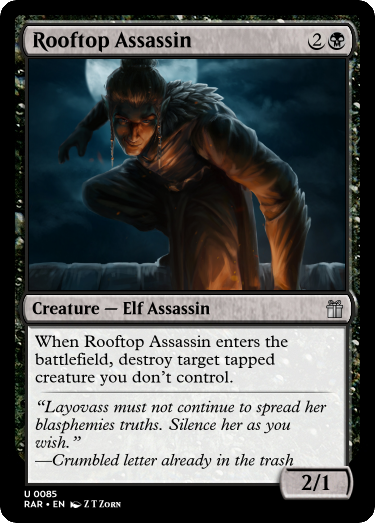 Rooftop Assassin 2
Creature — Elf Assassin
When Rooftop Assassin enters the
battlefield, destroy target tapped
creature you don't control.
“Layovass must not continue to spread her
blasphemies truths. Silence her as you
wish.”
—Crumbled letter already in the trash
2/1
U 0085
RAR • EN Z T Zorn